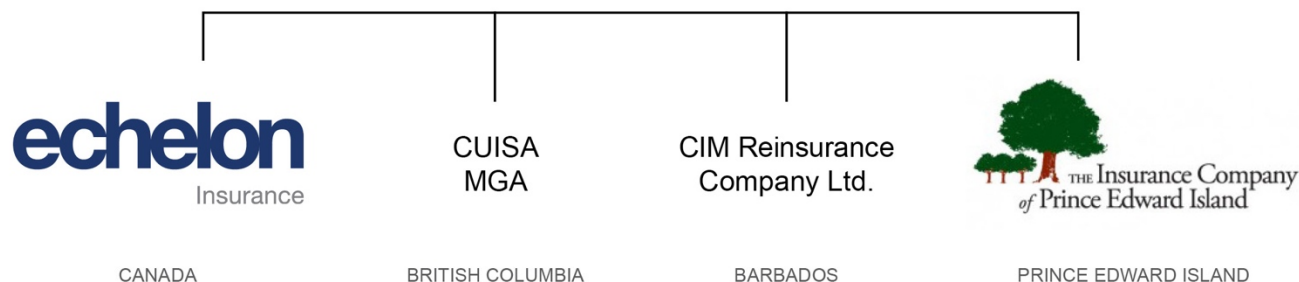 echelon
Insurance
CUISA
MGA
CIM Reinsurance
Company Ltd.
THE Insurance Company
of Prince Edward Island
CANADA
BRITISH COLUMBIA
BARBADOS
PRINCE EDWARD ISLAND